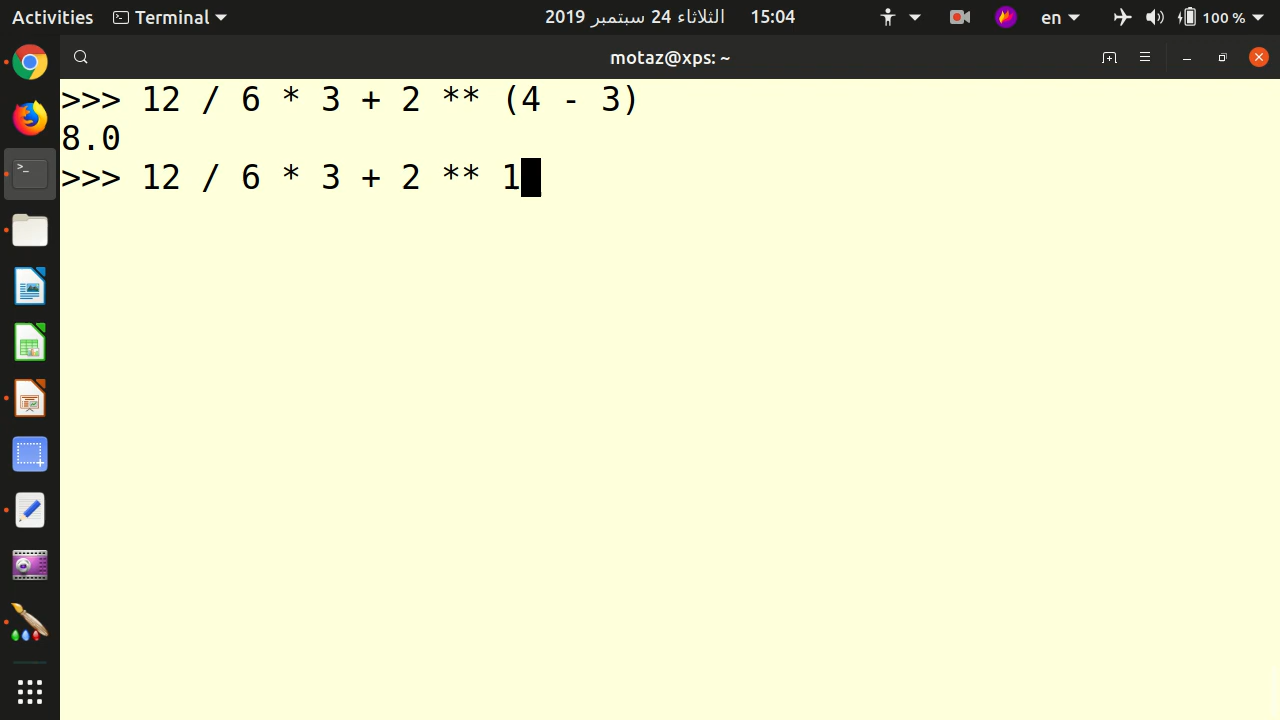 Activities Terminal 2019 الثلاثاء 24 سبتمبر 15:04 en 100 %
motaz@xps: ~
>>> 12 / 6 * 3 + 2 ** (4 - 3)
8.0
>>> 12 / 6 * 3 + 2 ** 1